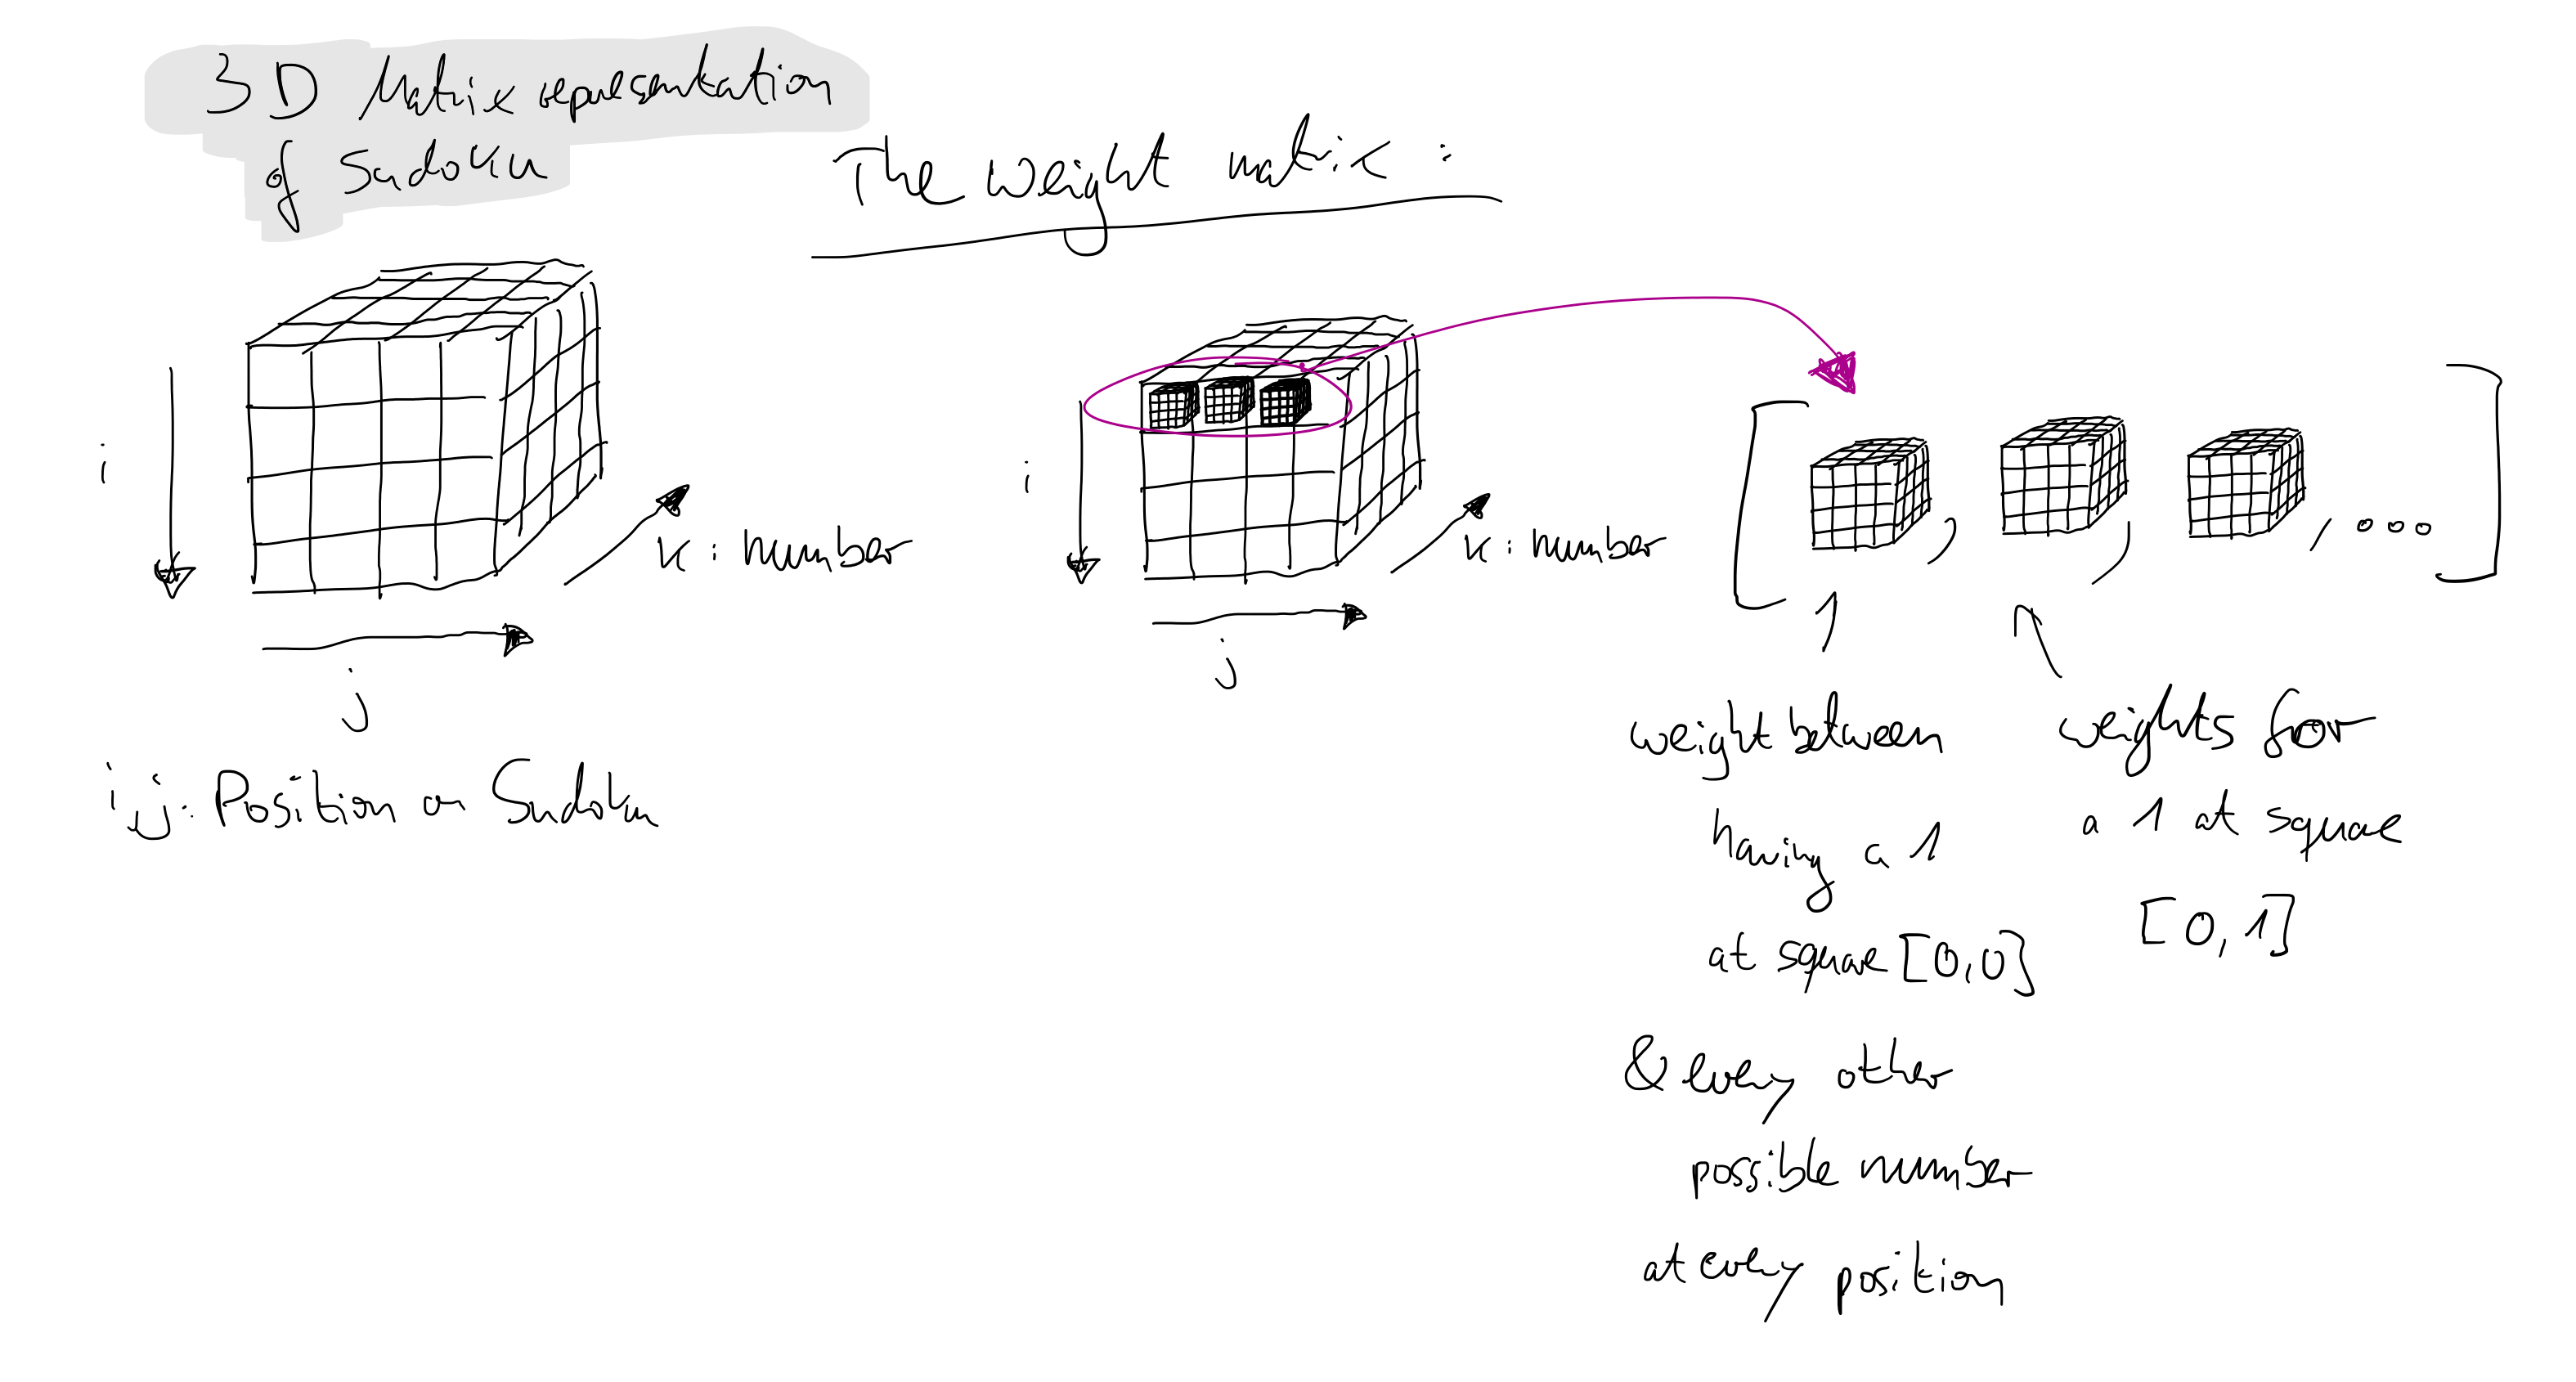 3D Matrix representation
of Sudoku
The weight matrix:
i
k: number
j
i,j: Position on Sudoku
i
k: number
j
[ , , , ... ]
weight between
having a 1
at square [0,0]
& every other
possible number
at every position
weights for
a 1 at square
[0,1]